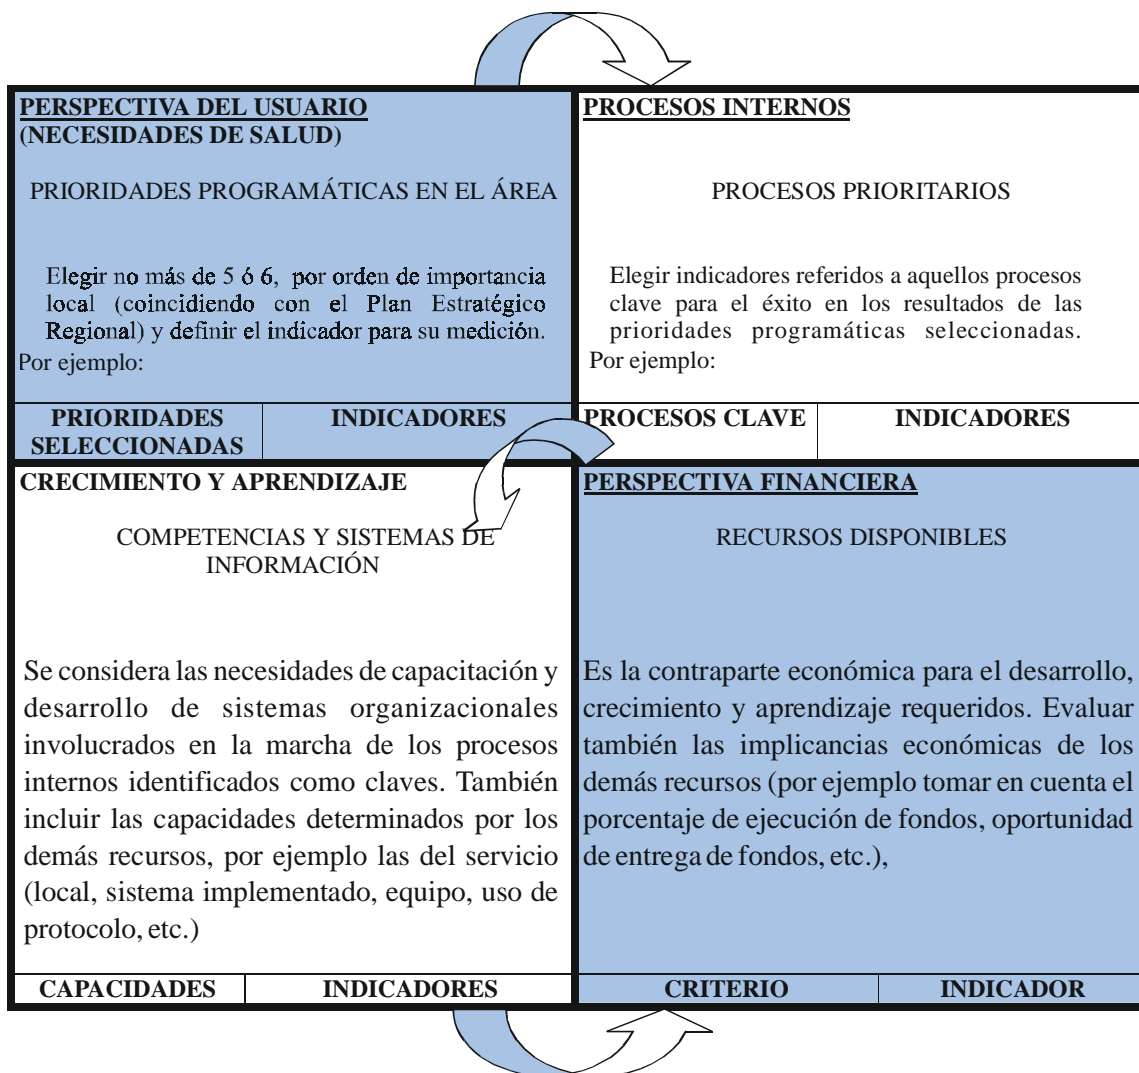 PERSPECTIVA DEL USUARIO
(NECESIDADES DE SALUD)
PRIORIDADES PROGRAMÁTICAS EN EL ÁREA
Elegir no más de 5 ó 6, por orden de importancia
local (coincidiendo con el Plan Estratégico
Regional) y definir el indicador para su medición.
Por ejemplo:
PRIORIDADES
SELECCIONADAS
INDICADORES
PROCESOS INTERNOS
PROCESOS PRIORITARIOS
Elegir indicadores referidos a aquellos procesos
clave para el éxito en los resultados de las
prioridades programáticas seleccionadas.
Por ejemplo:
PROCESOS CLAVE
INDICADORES
CRECIMIENTO Y APRENDIZAJE
COMPETENCIAS Y SISTEMAS DE
INFORMACIÓN
Se considera las necesidades de capacitación y
desarrollo de sistemas organizacionales
involucrados en la marcha de los procesos
internos identificados como claves. También
incluir las capacidades determinados por los
demás recursos, por ejemplo las del servicio
(local, sistema implementado, equipo, uso de
protocolo, etc.)
CAPACIDADES
INDICADORES
PERSPECTIVA FINANCIERA
RECURSOS DISPONIBLES
Es la contraparte económica para el desarrollo,
crecimiento y aprendizaje requeridos. Evaluar
también las implicancias económicas de los
demás recursos (por ejemplo tomar en cuenta el
porcentaje de ejecución de fondos, oportunidad
de entrega de fondos, etc.),
CRITERIO
INDICADOR